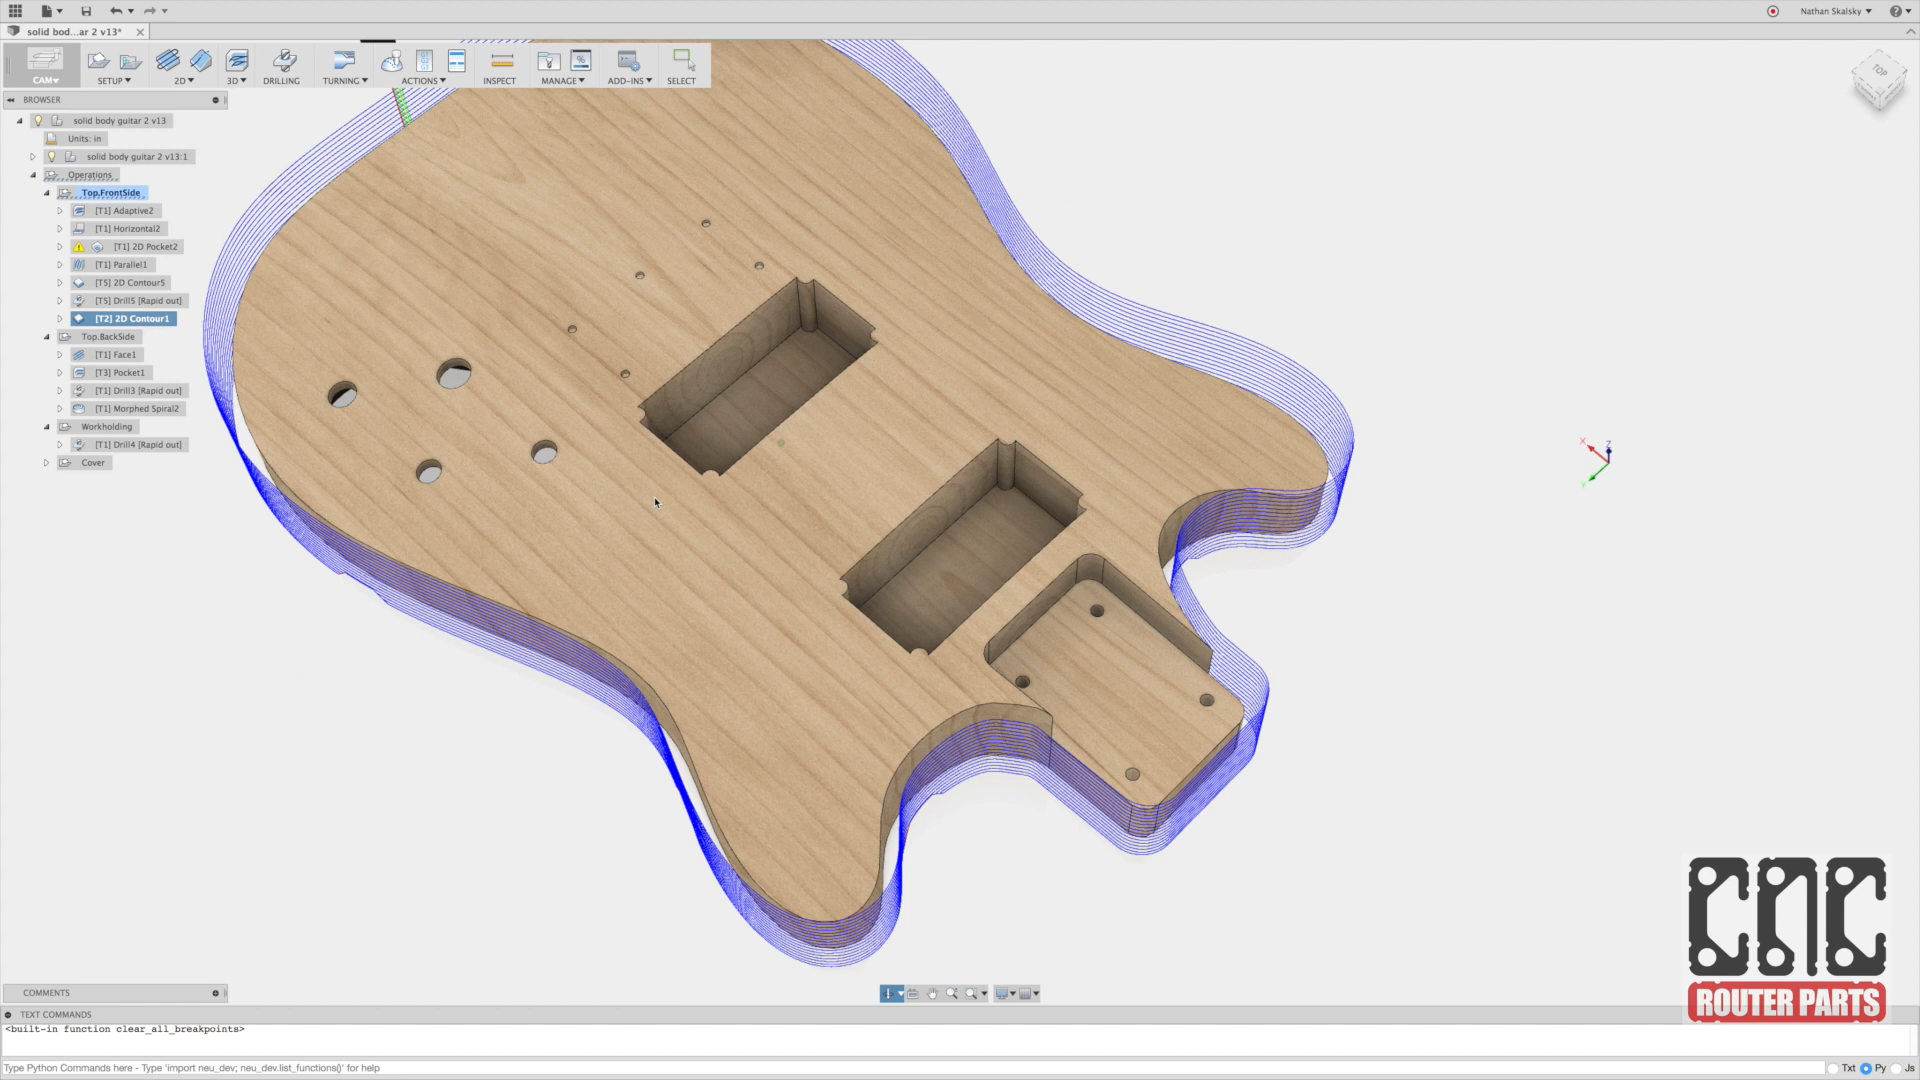 Nathan Skalsky
solid bod...ar 2 v13*
CAM
SETUP
2D
3D
DRILLING
TURNING
ACTIONS
INSPECT
MANAGE
ADD-INS
SELECT
TOP
BROWSER
solid body guitar 2 v13
Units: in
solid body guitar 2 v13:1
Operations
Top.FrontSide
[T1] Adaptive2
[T1] Horizontal2
[T1] 2D Pocket2
[T1] Parallel1
[T5] 2D Contour5
[T5] Drill5 [Rapid out]
[T2] 2D Contour1
Top.BackSide
[T1] Face1
[T3] Pocket1
[T1] Drill3 [Rapid out]
[T1] Morphed Spiral2
Workholding
[T1] Drill4 [Rapid out]
Cover
X
Z
Y
CNC
ROUTER PARTS
COMMENTS
TEXT COMMANDS
<built-in function clear_all_breakpoints>
Type Python Commands here - Type 'import neu_dev; neu_dev.list_functions()' for help
Txt Py Js